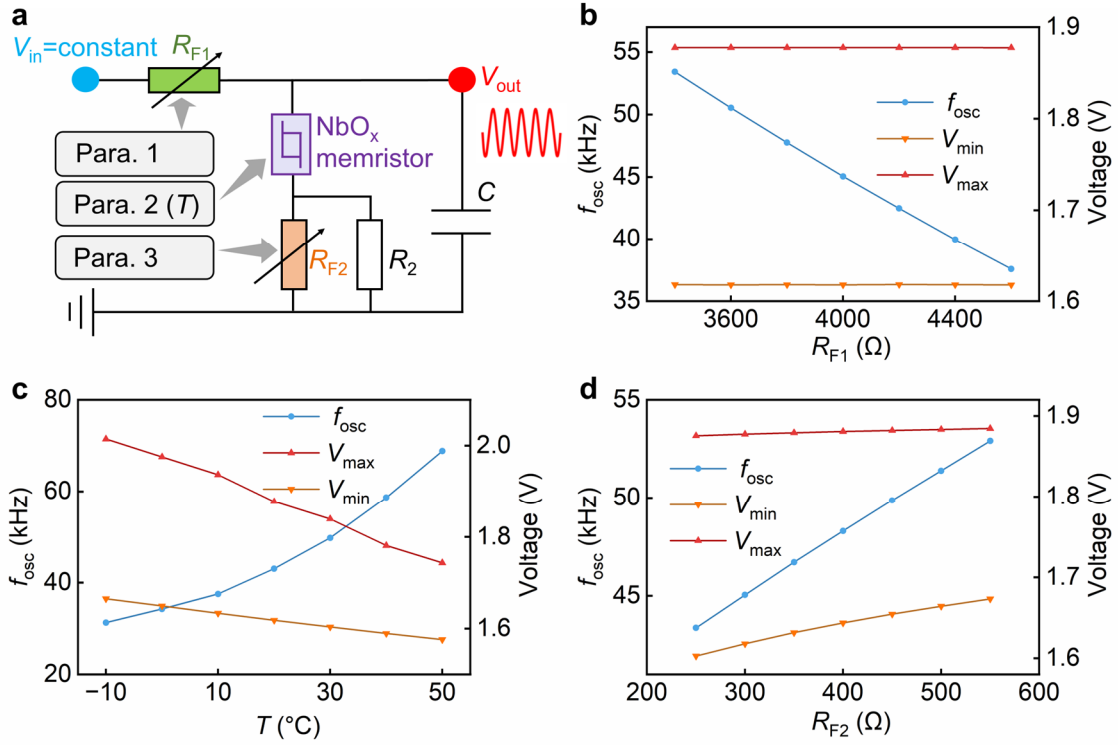 a
V_in=constant
R_F1
V_out
NbO_x
memristor
Para. 1
Para. 2 (T)
Para. 3
C
R_F2
R_2
b
f_osc (kHz)
55
50
45
40
35
f_osc
V_min
V_max
1.9
1.8
1.7
1.6
Voltage (V)
3600 4000 4400
R_F1 (Ω)
c
f_osc (kHz)
80
60
40
20
f_osc
V_max
V_min
2.0
1.8
1.6
Voltage (V)
−10 10 30 50
T (°C)
d
f_osc (kHz)
55
50
45
f_osc
V_min
V_max
1.9
1.8
1.7
1.6
Voltage (V)
200 300 400 500 600
R_F2 (Ω)